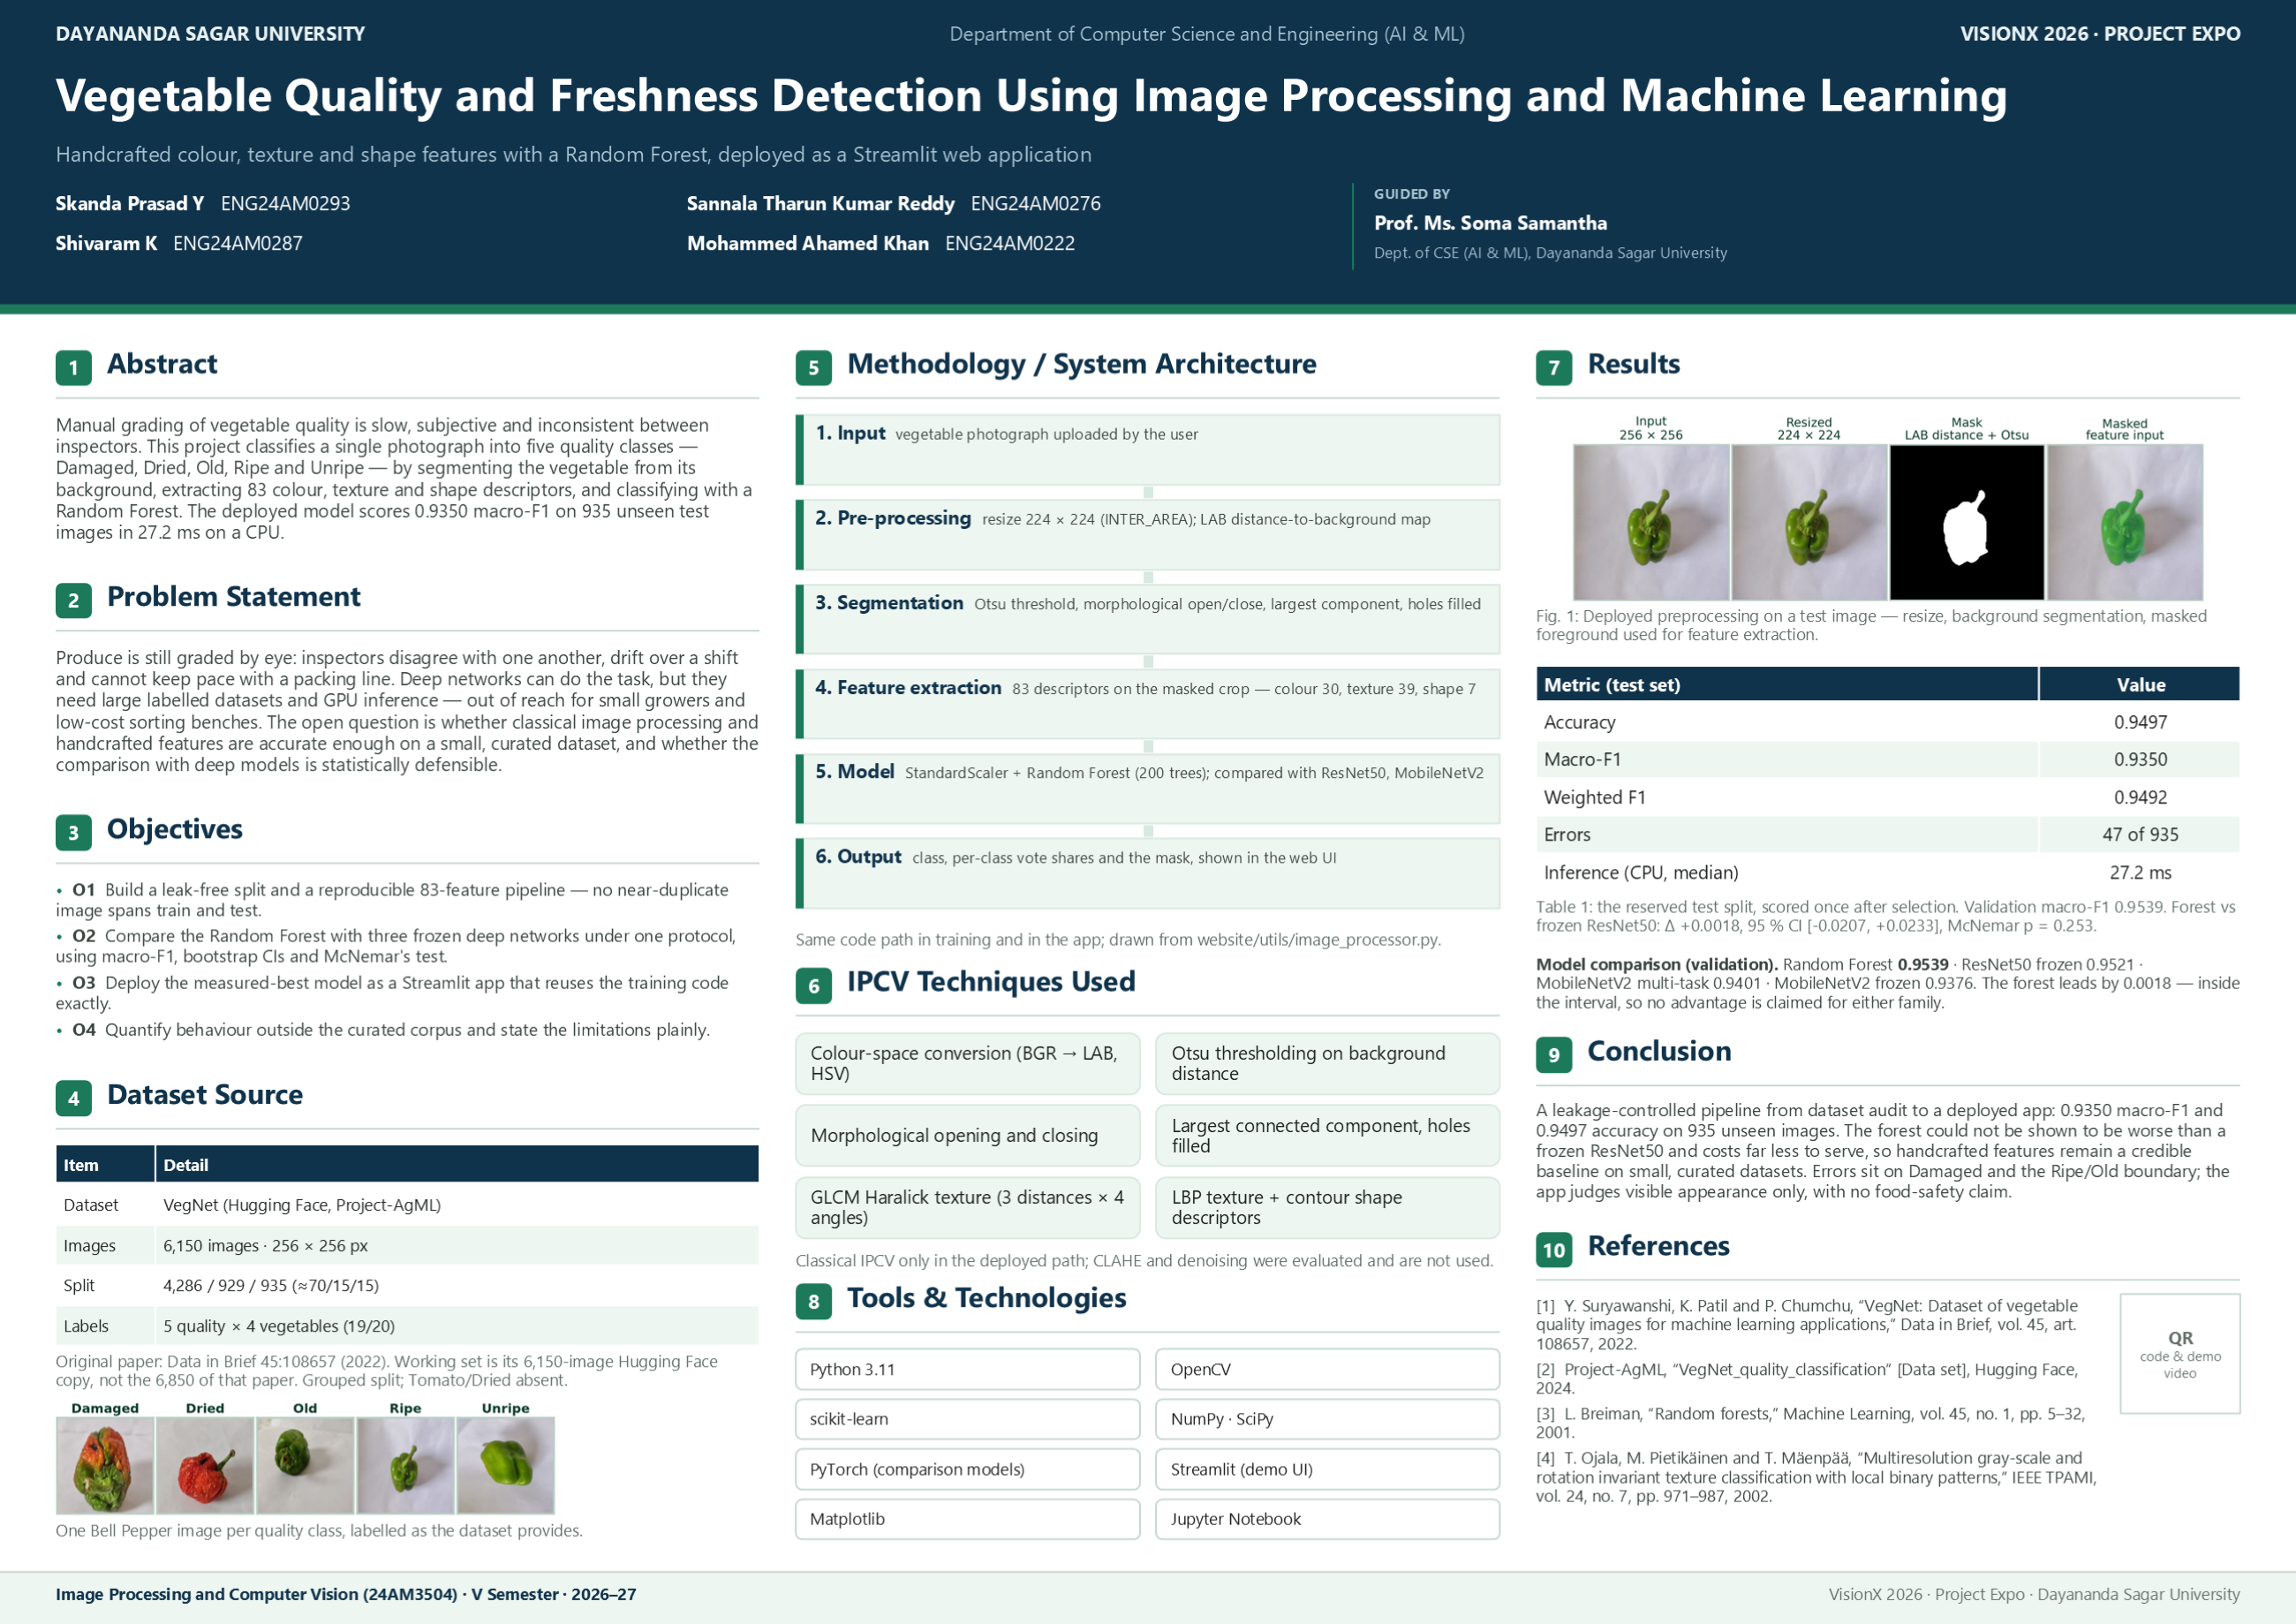 DAYANANDA SAGAR UNIVERSITY
Department of Computer Science and Engineering (AI & ML)
VISIONX 2026 · PROJECT EXPO
Vegetable Quality and Freshness Detection Using Image Processing and Machine Learning
Handcrafted colour, texture and shape features with a Random Forest, deployed as a Streamlit web application
Skanda Prasad Y ENG24AM0293
Sannala Tharun Kumar Reddy ENG24AM0276
Shivaram K ENG24AM0287
Mohammed Ahamed Khan ENG24AM0222
GUIDED BY
Prof. Ms. Soma Samantha
Dept. of CSE (AI & ML), Dayananda Sagar University
1 Abstract
Manual grading of vegetable quality is slow, subjective and inconsistent between
inspectors. This project classifies a single photograph into five quality classes —
Damaged, Dried, Old, Ripe and Unripe — by segmenting the vegetable from its
background, extracting 83 colour, texture and shape descriptors, and classifying with a
Random Forest. The deployed model scores 0.9350 macro-F1 on 935 unseen test
images in 27.2 ms on a CPU.
2 Problem Statement
Produce is still graded by eye: inspectors disagree with one another, drift over a shift
and cannot keep pace with a packing line. Deep networks can do the task, but they
need large labelled datasets and GPU inference — out of reach for small growers and
low-cost sorting benches. The open question is whether classical image processing and
handcrafted features are accurate enough on a small, curated dataset, and whether the
comparison with deep models is statistically defensible.
3 Objectives
• O1 Build a leak-free split and a reproducible 83-feature pipeline — no near-duplicate
image spans train and test.
• O2 Compare the Random Forest with three frozen deep networks under one protocol,
using macro-F1, bootstrap CIs and McNemar's test.
• O3 Deploy the measured-best model as a Streamlit app that reuses the training code
exactly.
• O4 Quantify behaviour outside the curated corpus and state the limitations plainly.
4 Dataset Source
Item Detail
Dataset VegNet (Hugging Face, Project-AgML)
Images 6,150 images · 256 × 256 px
Split 4,286 / 929 / 935 (≈70/15/15)
Labels 5 quality × 4 vegetables (19/20)
Original paper: Data in Brief 45:108657 (2022). Working set is its 6,150-image Hugging Face
copy, not the 6,850 of that paper. Grouped split; Tomato/Dried absent.
Damaged Dried Old Ripe Unripe
One Bell Pepper image per quality class, labelled as the dataset provides.
5 Methodology / System Architecture
1. Input vegetable photograph uploaded by the user
2. Pre-processing resize 224 × 224 (INTER_AREA); LAB distance-to-background map
3. Segmentation Otsu threshold, morphological open/close, largest component, holes filled
4. Feature extraction 83 descriptors on the masked crop — colour 30, texture 39, shape 7
5. Model StandardScaler + Random Forest (200 trees); compared with ResNet50, MobileNetV2
6. Output class, per-class vote shares and the mask, shown in the web UI
Same code path in training and in the app; drawn from website/utils/image_processor.py.
6 IPCV Techniques Used
Colour-space conversion (BGR → LAB,
HSV)
Otsu thresholding on background
distance
Morphological opening and closing
Largest connected component, holes
filled
GLCM Haralick texture (3 distances × 4
angles)
LBP texture + contour shape
descriptors
Classical IPCV only in the deployed path; CLAHE and denoising were evaluated and are not used.
8 Tools & Technologies
Python 3.11
OpenCV
scikit-learn
NumPy · SciPy
PyTorch (comparison models)
Streamlit (demo UI)
Matplotlib
Jupyter Notebook
7 Results
Input
256 × 256
Resized
224 × 224
Mask
LAB distance + Otsu
Masked
feature input
Fig. 1: Deployed preprocessing on a test image — resize, background segmentation, masked
foreground used for feature extraction.
Metric (test set) Value
Accuracy 0.9497
Macro-F1 0.9350
Weighted F1 0.9492
Errors 47 of 935
Inference (CPU, median) 27.2 ms
Table 1: the reserved test split, scored once after selection. Validation macro-F1 0.9539. Forest vs
frozen ResNet50: Δ +0.0018, 95 % CI [-0.0207, +0.0233], McNemar p = 0.253.
Model comparison (validation). Random Forest 0.9539 · ResNet50 frozen 0.9521 ·
MobileNetV2 multi-task 0.9401 · MobileNetV2 frozen 0.9376. The forest leads by 0.0018 — inside
the interval, so no advantage is claimed for either family.
9 Conclusion
A leakage-controlled pipeline from dataset audit to a deployed app: 0.9350 macro-F1 and
0.9497 accuracy on 935 unseen images. The forest could not be shown to be worse than a
frozen ResNet50 and costs far less to serve, so handcrafted features remain a credible
baseline on small, curated datasets. Errors sit on Damaged and the Ripe/Old boundary; the
app judges visible appearance only, with no food-safety claim.
10 References
[1] Y. Suryawanshi, K. Patil and P. Chumchu, “VegNet: Dataset of vegetable
quality images for machine learning applications,” Data in Brief, vol. 45, art.
108657, 2022.
[2] Project-AgML, “VegNet_quality_classification” [Data set], Hugging Face,
2024.
[3] L. Breiman, “Random forests,” Machine Learning, vol. 45, no. 1, pp. 5–32,
2001.
[4] T. Ojala, M. Pietikäinen and T. Mäenpää, “Multiresolution gray-scale and
rotation invariant texture classification with local binary patterns,” IEEE TPAMI,
vol. 24, no. 7, pp. 971–987, 2002.
QR
code & demo
video
Image Processing and Computer Vision (24AM3504) · V Semester · 2026–27
VisionX 2026 · Project Expo · Dayananda Sagar University